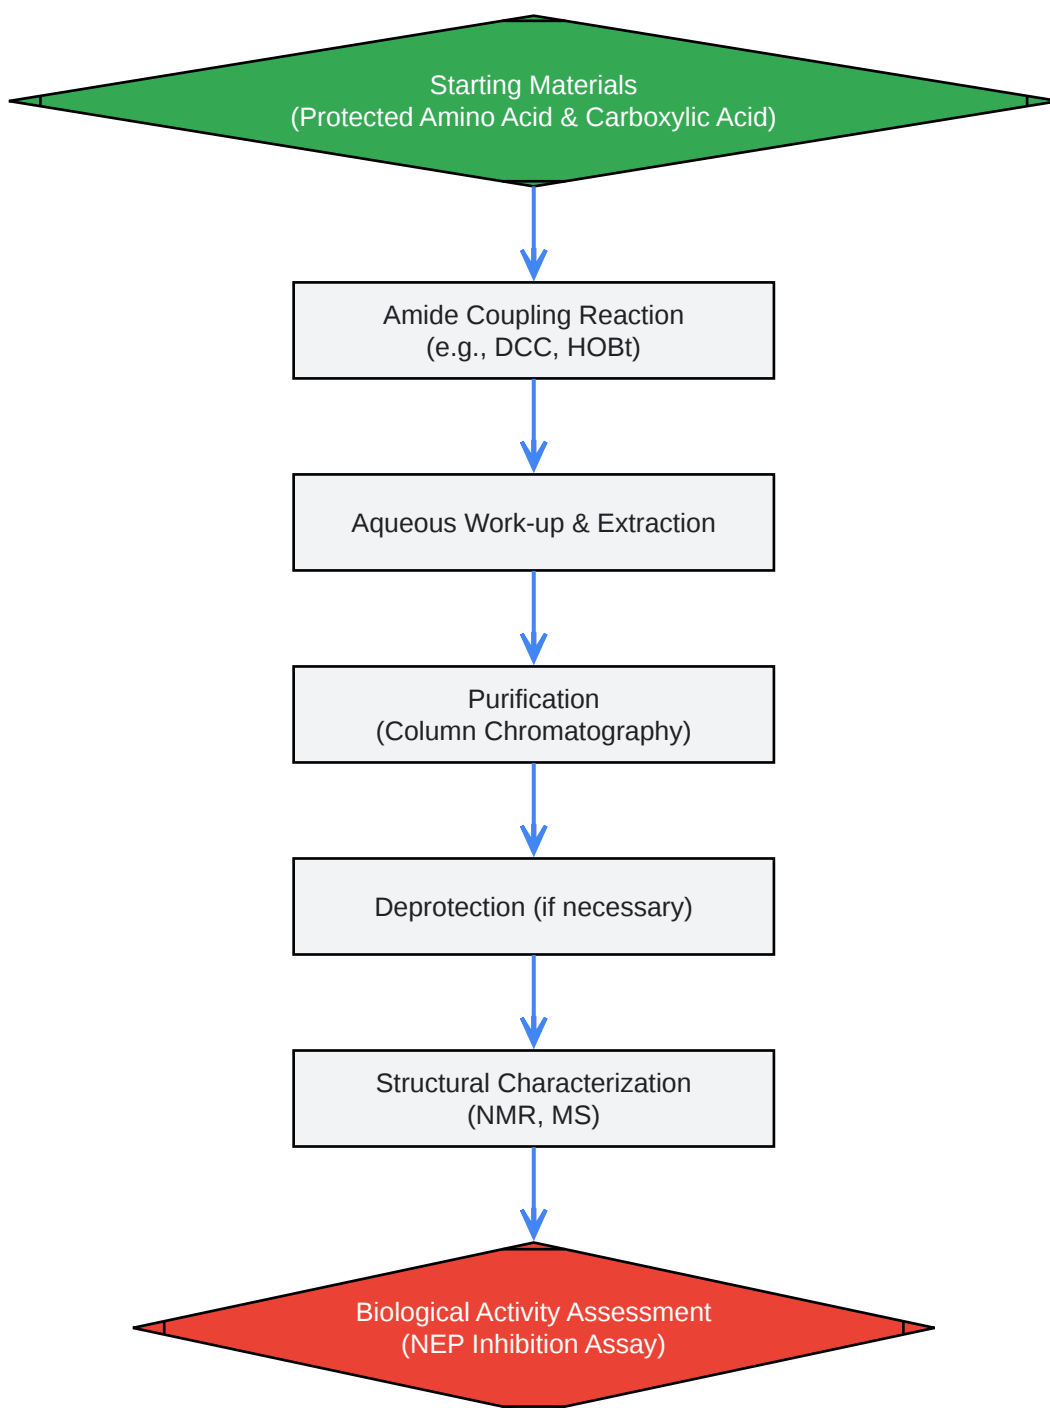 Starting Materials
(Protected Amino Acid & Carboxylic Acid)
Amide Coupling Reaction
(e.g., DCC, HOBt)
Aqueous Work-up & Extraction
Purification
(Column Chromatography)
Deprotection (if necessary)
Structural Characterization
(NMR, MS)
Biological Activity Assessment
(NEP Inhibition Assay)